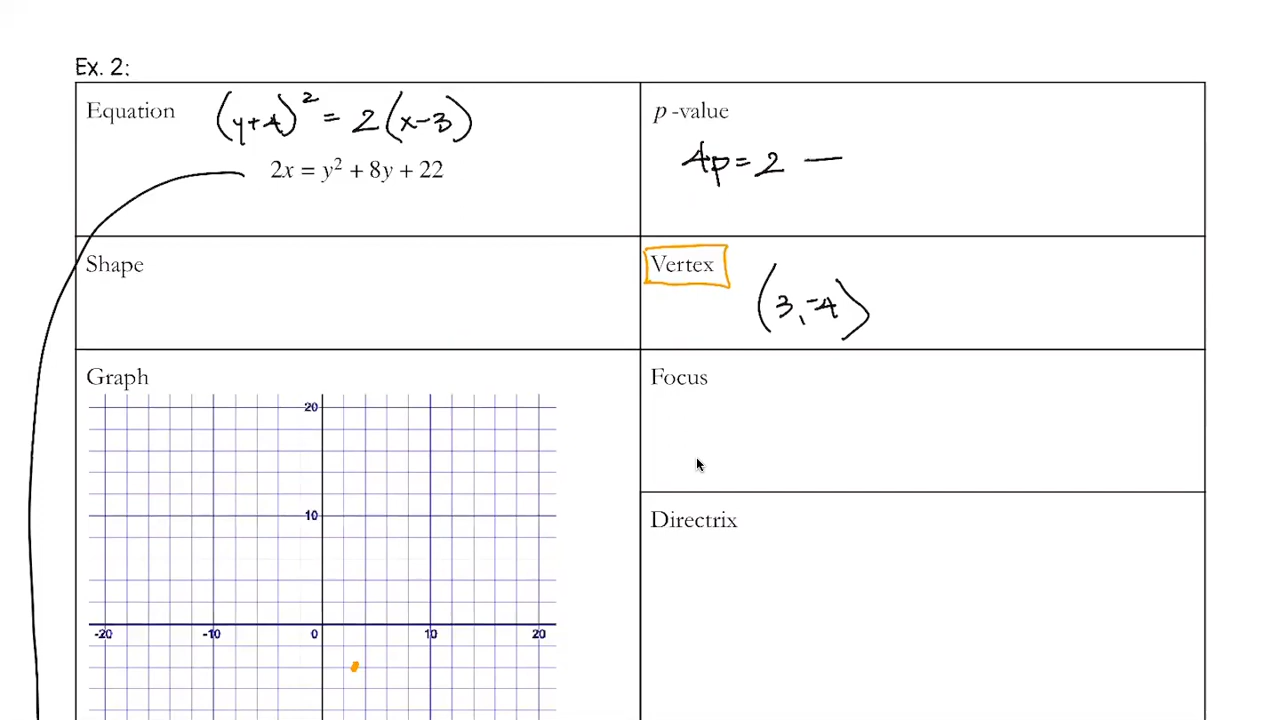 Ex. 2:
Equation (y+4)² = 2(x-3)
2x = y² + 8y + 22
p -value
4p = 2 —
Shape
Vertex
(3, -4)
Graph
Focus
Directrix
20
10
-20 -10 0 10 20